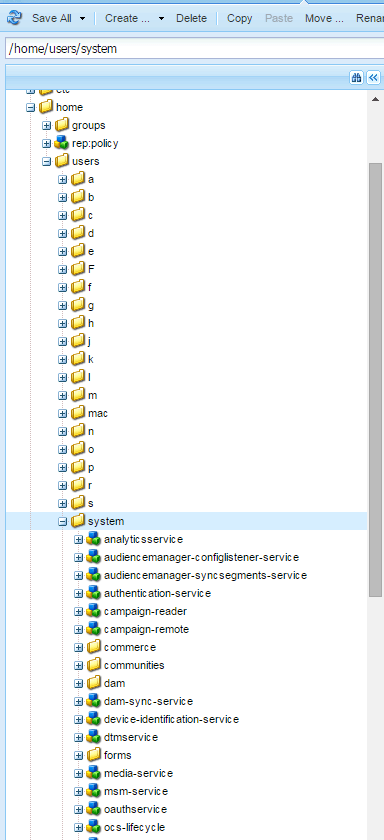 Save All Create ... Delete Copy Paste Move ... Renam
/home/users/system
etc
home
groups
rep:policy
users
a
b
c
d
e
F
f
g
h
j
k
l
m
mac
n
o
p
r
s
system
analyticsservice
audiencemanager-configlistener-service
audiencemanager-syncsegments-service
authentication-service
campaign-reader
campaign-remote
commerce
communities
dam
dam-sync-service
device-identification-service
dtmservice
forms
media-service
msm-service
oauthservice
ocs-lifecycle